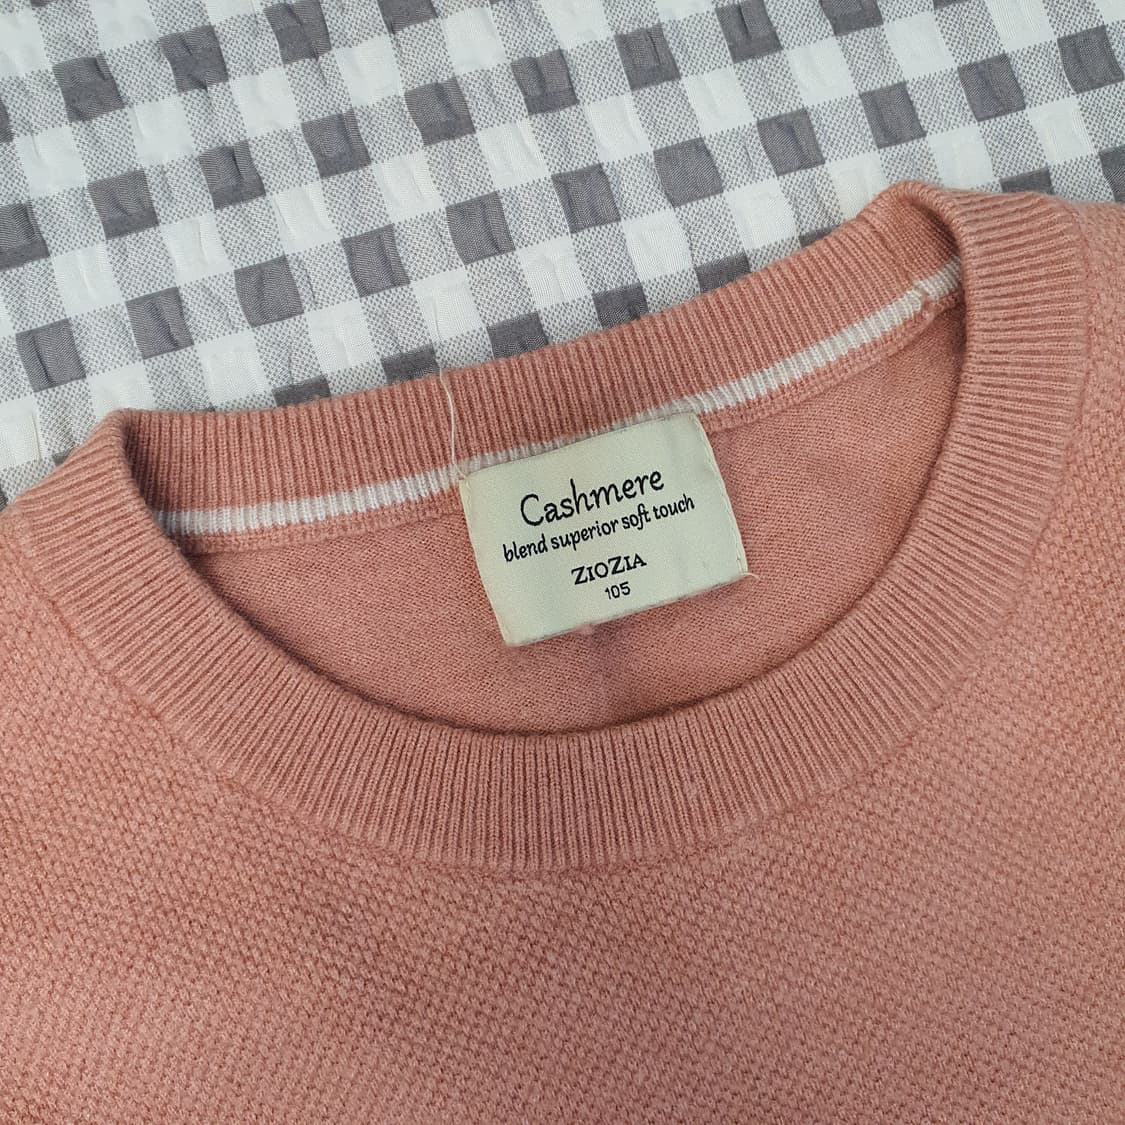 Cashmere
blend superior soft touch
ZIOZIA
105